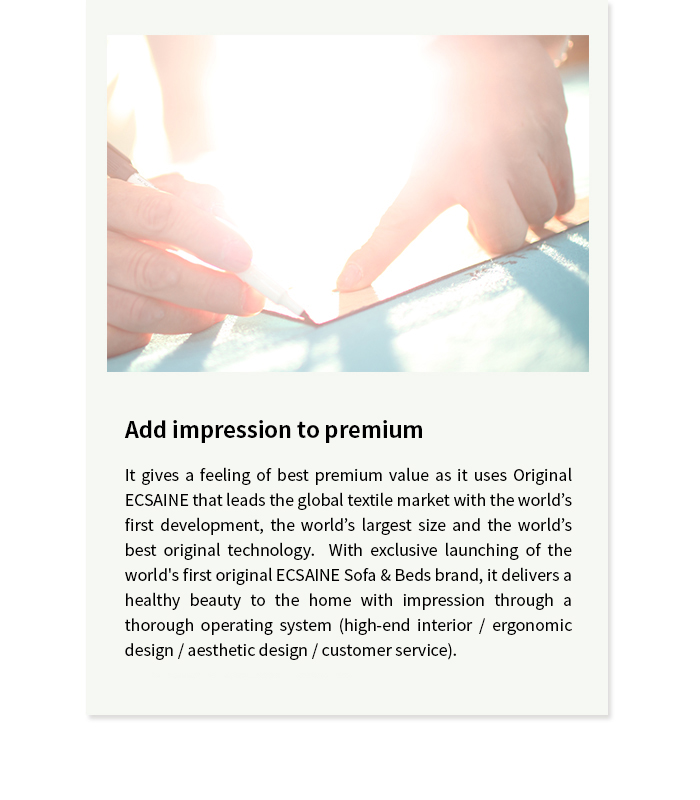 Add impression to premium
It gives a feeling of best premium value as it uses Original
ECSAINE that leads the global textile market with the world’s
first development, the world’s largest size and the world’s
best original technology.  With exclusive launching of the
world's first original ECSAINE Sofa & Beds brand, it delivers a
healthy beauty to the home with impression through a
thorough operating system (high-end interior / ergonomic
design / aesthetic design / customer service).